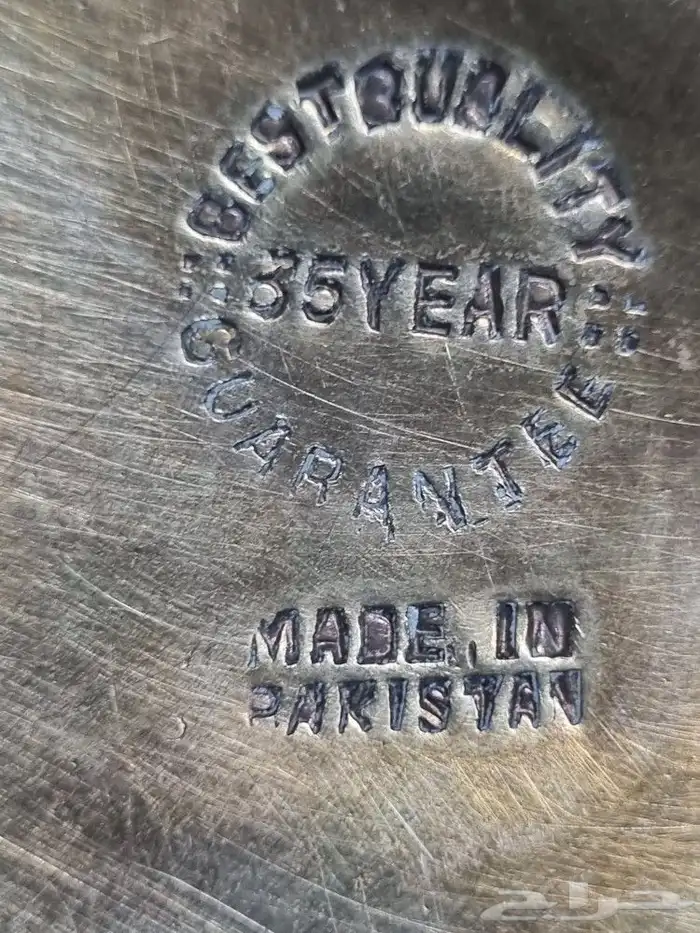 BEST QUALITY
35 YEAR
GUARANTEE
MADE IN
PAKISTAN
حراج